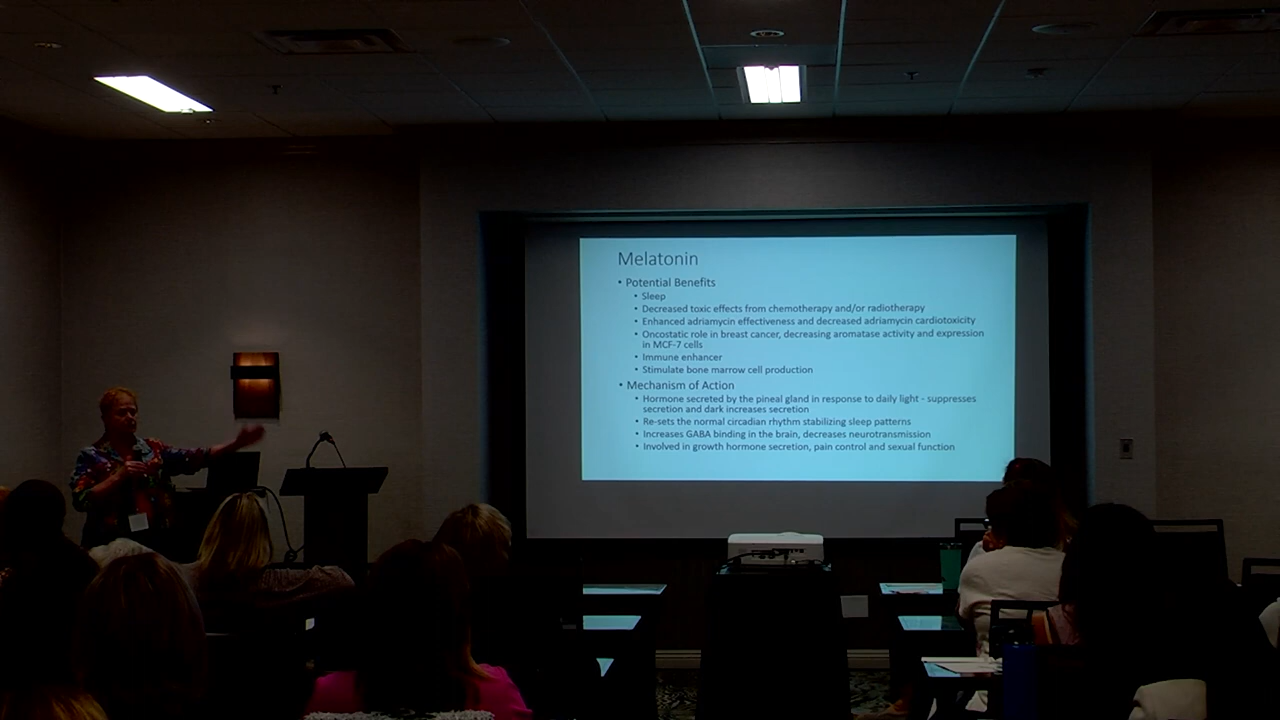 Melatonin
• Potential Benefits
• Sleep
• Decreased toxic effects from chemotherapy and/or radiotherapy
• Enhanced adriamycin effectiveness and decreased adriamycin cardiotoxicity
• Oncostatic role in breast cancer, decreasing aromatase activity and expression
in MCF-7 cells
• Immune enhancer
• Stimulate bone marrow cell production
• Mechanism of Action
• Hormone secreted by the pineal gland in response to daily light - suppresses
secretion and dark increases secretion
• Re-sets the normal circadian rhythm stabilizing sleep patterns
• Increases GABA binding in the brain, decreases neurotransmission
• Involved in growth hormone secretion, pain control and sexual function